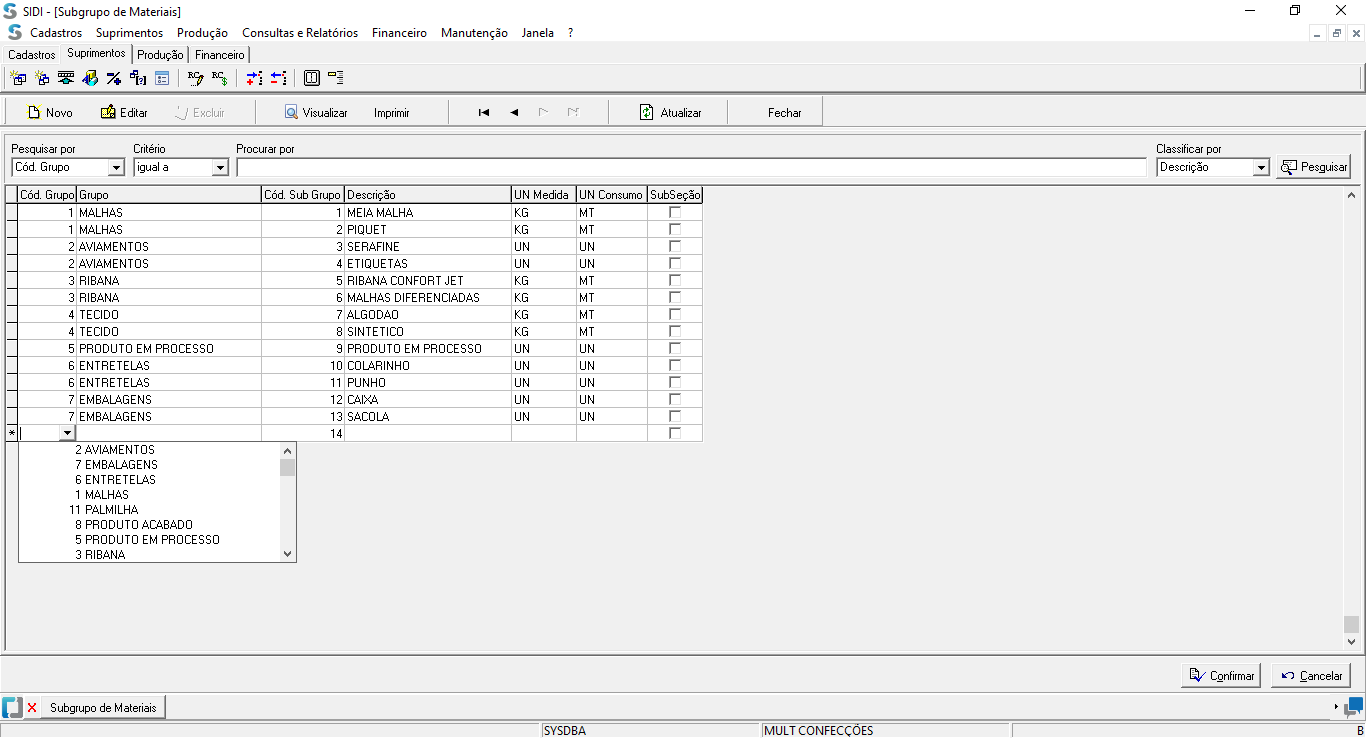 SIDI - [Subgrupo de Materiais]
Cadastros Suprimentos Produção Consultas e Relatórios Financeiro Manutenção Janela ?
Cadastros Suprimentos Produção Financeiro
Novo Editar Excluir Visualizar Imprimir Atualizar Fechar
Pesquisar por Critério Procurar por Classificar por
Cód. Grupo igual a Descrição Pesquisar
Cód. Grupo Grupo Cód. Sub Grupo Descrição UN Medida UN Consumo SubSeção
1 MALHAS 1 MEIA MALHA KG MT
1 MALHAS 2 PIQUET KG MT
2 AVIAMENTOS 3 SERAFINE UN UN
2 AVIAMENTOS 4 ETIQUETAS UN UN
3 RIBANA 5 RIBANA CONFORT JET KG MT
3 RIBANA 6 MALHAS DIFERENCIADAS KG MT
4 TECIDO 7 ALGODAO KG MT
4 TECIDO 8 SINTETICO KG MT
5 PRODUTO EM PROCESSO 9 PRODUTO EM PROCESSO UN UN
6 ENTRETELAS 10 COLARINHO UN UN
6 ENTRETELAS 11 PUNHO UN UN
7 EMBALAGENS 12 CAIXA UN UN
7 EMBALAGENS 13 SACOLA UN UN
* 14
2 AVIAMENTOS
7 EMBALAGENS
6 ENTRETELAS
1 MALHAS
11 PALMILHA
8 PRODUTO ACABADO
5 PRODUTO EM PROCESSO
3 RIBANA
Confirmar Cancelar
Subgrupo de Materiais
SYSDBA MULT CONFECÇÕES B